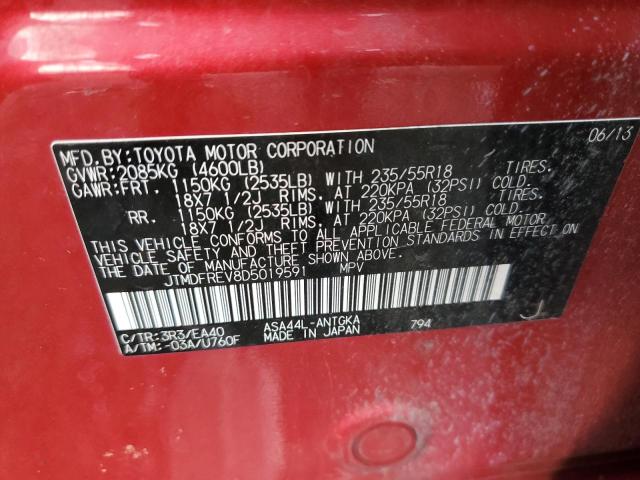 MFD. BY: TOYOTA MOTOR CORPORATION 06/13
GVWR: 2085KG (4600LB)
GAWR: FRT. 1150KG (2535LB) WITH 235/55R18 TIRES.
18X7 1/2J RIMS. AT 220KPA (32PSI) COLD.
RR. 1150KG (2535LB) WITH 235/55R18 TIRES.
18X7 1/2J RIMS. AT 220KPA (32PSI) COLD.
THIS VEHICLE CONFORMS TO ALL APPLICABLE FEDERAL MOTOR
VEHICLE SAFETY AND THEFT PREVENTION STANDARDS IN EFFECT ON
THE DATE OF MANUFACTURE SHOWN ABOVE.
JTMDFREV8D5019591 MPV
C/TR: 3R3/EA40 ASA44L-ANTGKA 794 J
A/TM: -03A/U760F MADE IN JAPAN